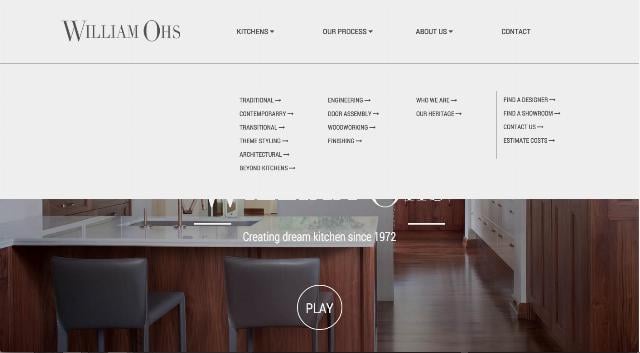 WILLIAM OHS
KITCHENS
OUR PROCESS
ABOUT US
CONTACT
TRADITIONAL
CONTEMPORARRY
TRANSITIONAL
THEME STYLING
ARCHITECTURAL
BEYOND KITCHENS
ENGINEERING
DOOR ASSEMBLY
WOODWORKING
FINISHING
WHO WE ARE
OUR HERITAGE
FIND A DESIGNER
FIND A SHOWROOM
CONTACT US
ESTIMATE COSTS
Creating dream kitchen since 1972
PLAY